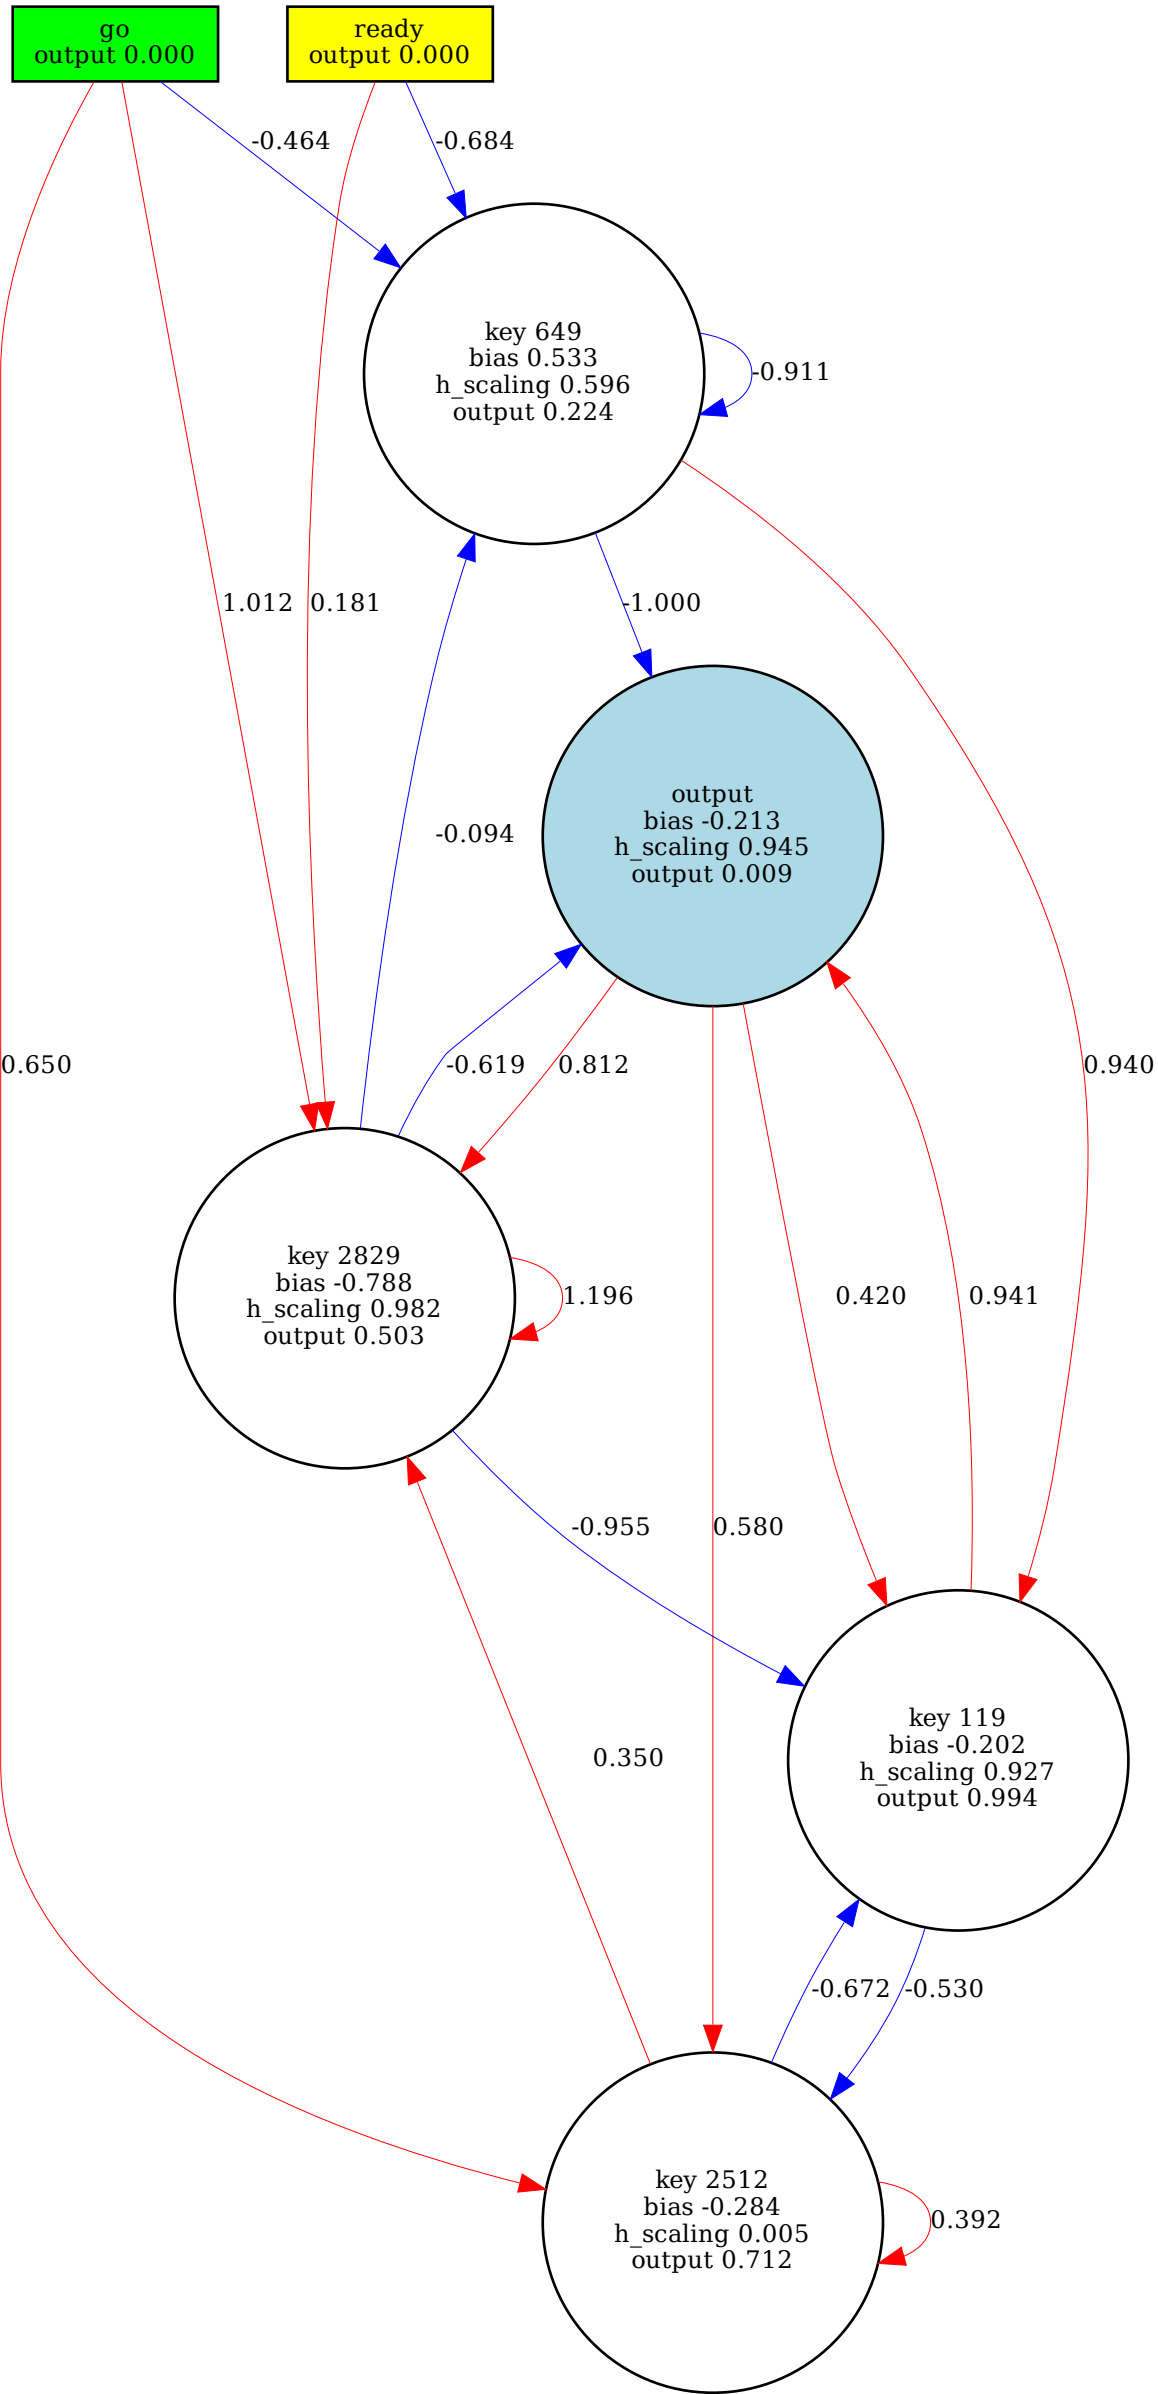 go
output 0.000
ready
output 0.000
-0.464
-0.684
key 649
bias 0.533
h_scaling 0.596
output 0.224
-0.911
1.012
0.181
-1.000
output
bias -0.213
h_scaling 0.945
output 0.009
-0.094
0.650
-0.619
0.812
0.940
key 2829
bias -0.788
h_scaling 0.982
output 0.503
1.196
0.420
0.941
-0.955
0.580
key 119
bias -0.202
h_scaling 0.927
output 0.994
0.350
-0.672
-0.530
key 2512
bias -0.284
h_scaling 0.005
output 0.712
0.392